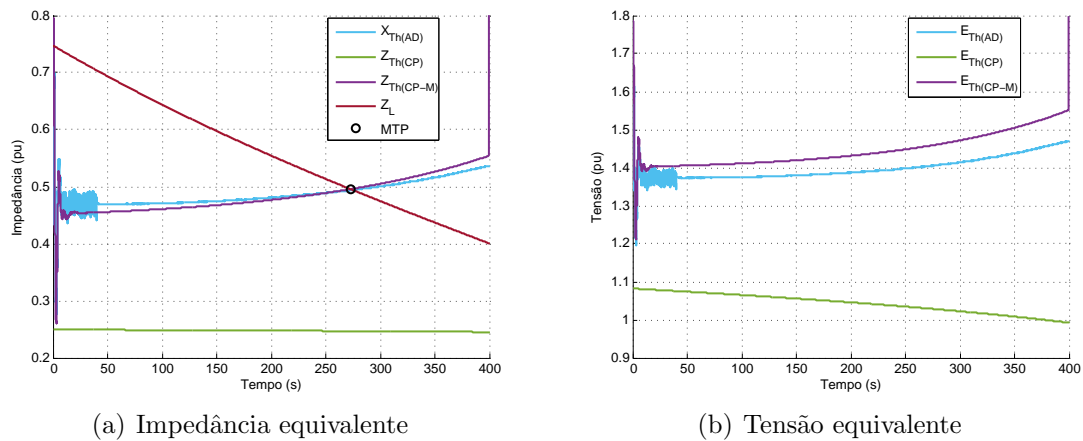 0.8
0.7
0.6
0.5
0.4
0.3
0.2
0
50
100
150
200
250
300
350
400
Impedância (pu)
Tempo (s)
X_Th(AD)
Z_Th(CP)
Z_Th(CP−M)
Z_L
MTP
(a) Impedância equivalente
1.8
1.7
1.6
1.5
1.4
1.3
1.2
1.1
1
0.9
0
50
100
150
200
250
300
350
400
Tensão (pu)
Tempo (s)
E_Th(AD)
E_Th(CP)
E_Th(CP−M)
(b) Tensão equivalente